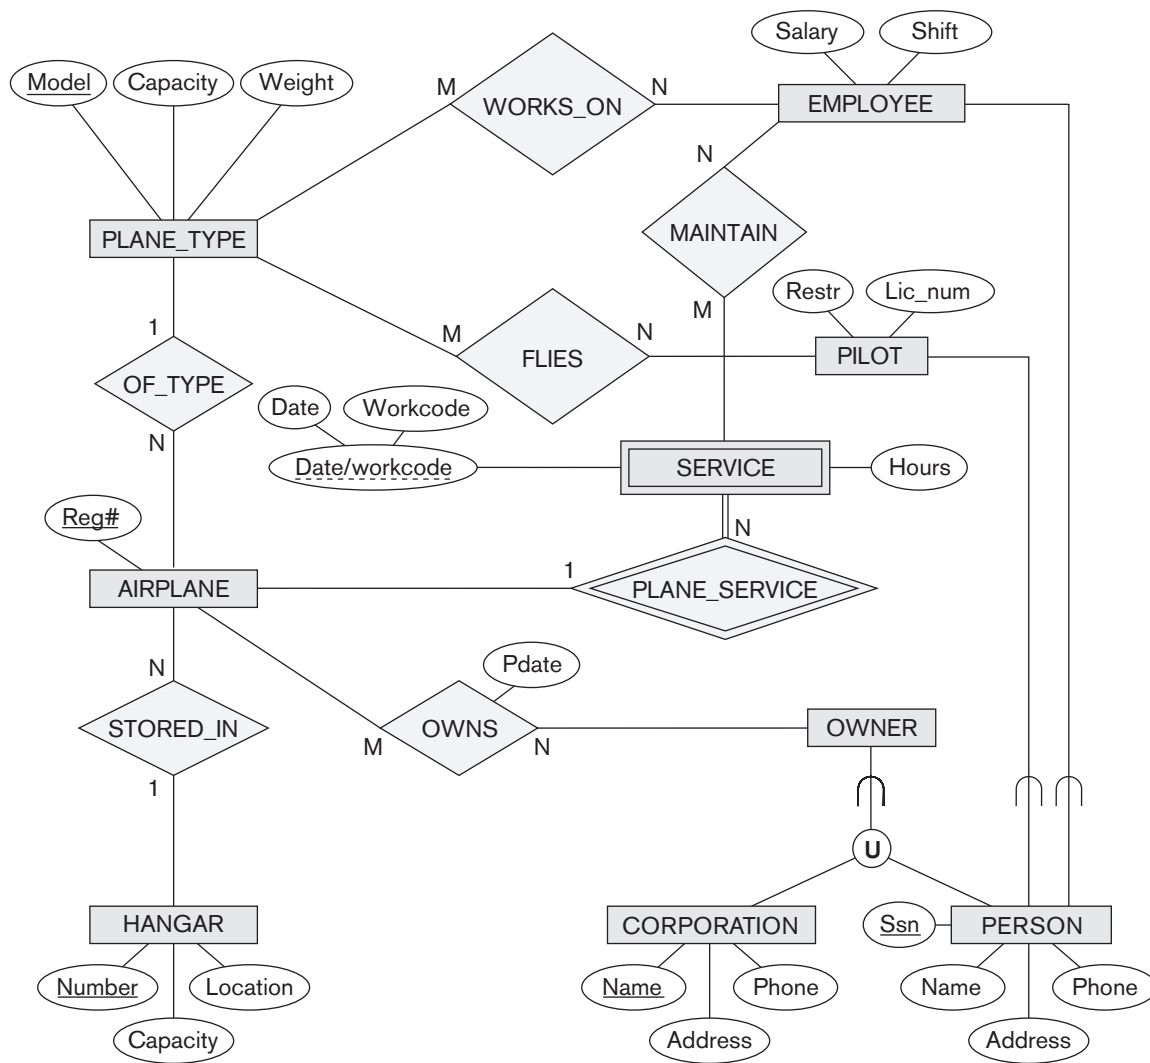 Salary
Shift
Model
Capacity
Weight
M
N
WORKS_ON
EMPLOYEE
N
PLANE_TYPE
MAINTAIN
Restr
Lic_num
1
M
M
N
FLIES
PILOT
OF_TYPE
Date
Workcode
N
Date/workcode
SERVICE
Hours
Reg#
N
1
AIRPLANE
PLANE_SERVICE
N
Pdate
STORED_IN
OWNS
OWNER
M
N
1
U
HANGAR
CORPORATION
Ssn
PERSON
Number
Location
Name
Phone
Name
Phone
Capacity
Address
Address